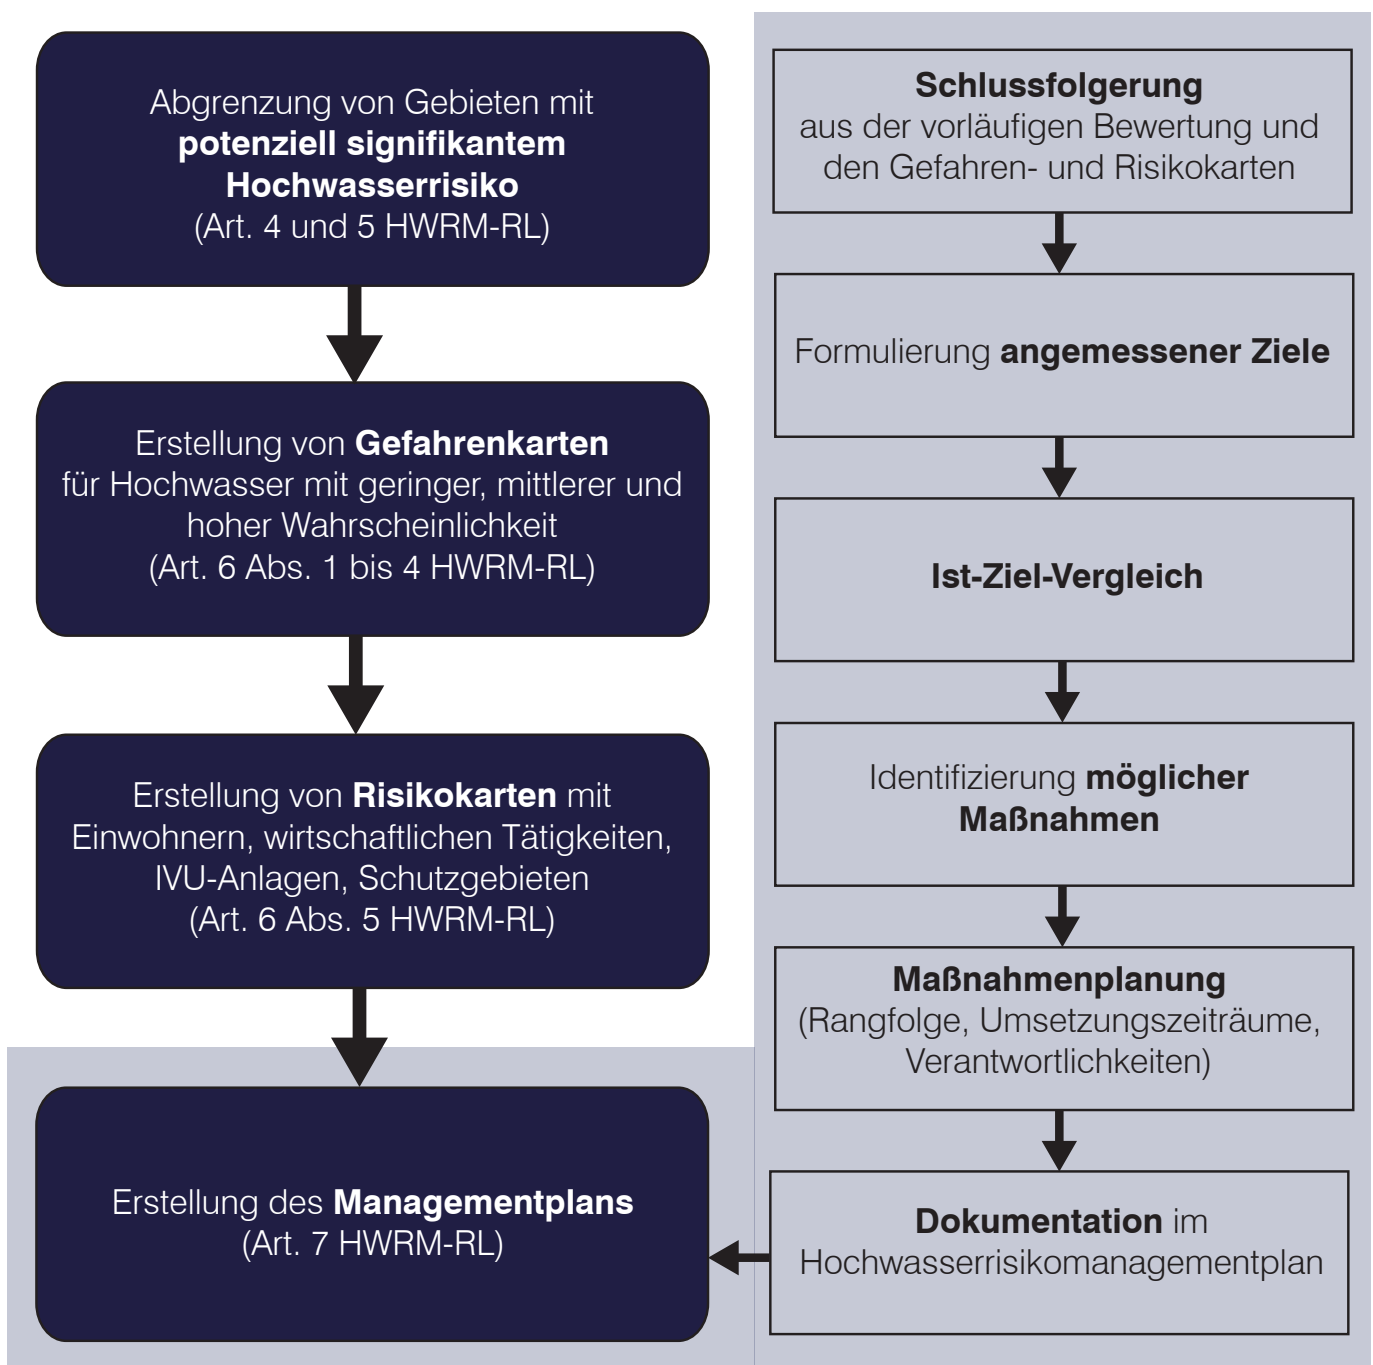 Abgrenzung von Gebieten mit
potenziell signifikantem
Hochwasserrisiko
(Art. 4 und 5 HWRM-RL)
Erstellung von Gefahrenkarten
für Hochwasser mit geringer, mittlerer und
hoher Wahrscheinlichkeit
(Art. 6 Abs. 1 bis 4 HWRM-RL)
Erstellung von Risikokarten mit
Einwohnern, wirtschaftlichen Tätigkeiten,
IVU-Anlagen, Schutzgebieten
(Art. 6 Abs. 5 HWRM-RL)
Erstellung des Managementplans
(Art. 7 HWRM-RL)
Schlussfolgerung
aus der vorläufigen Bewertung und
den Gefahren- und Risikokarten
Formulierung angemessener Ziele
Ist-Ziel-Vergleich
Identifizierung möglicher
Maßnahmen
Maßnahmenplanung
(Rangfolge, Umsetzungszeiträume,
Verantwortlichkeiten)
Dokumentation im
Hochwasserrisikomanagementplan